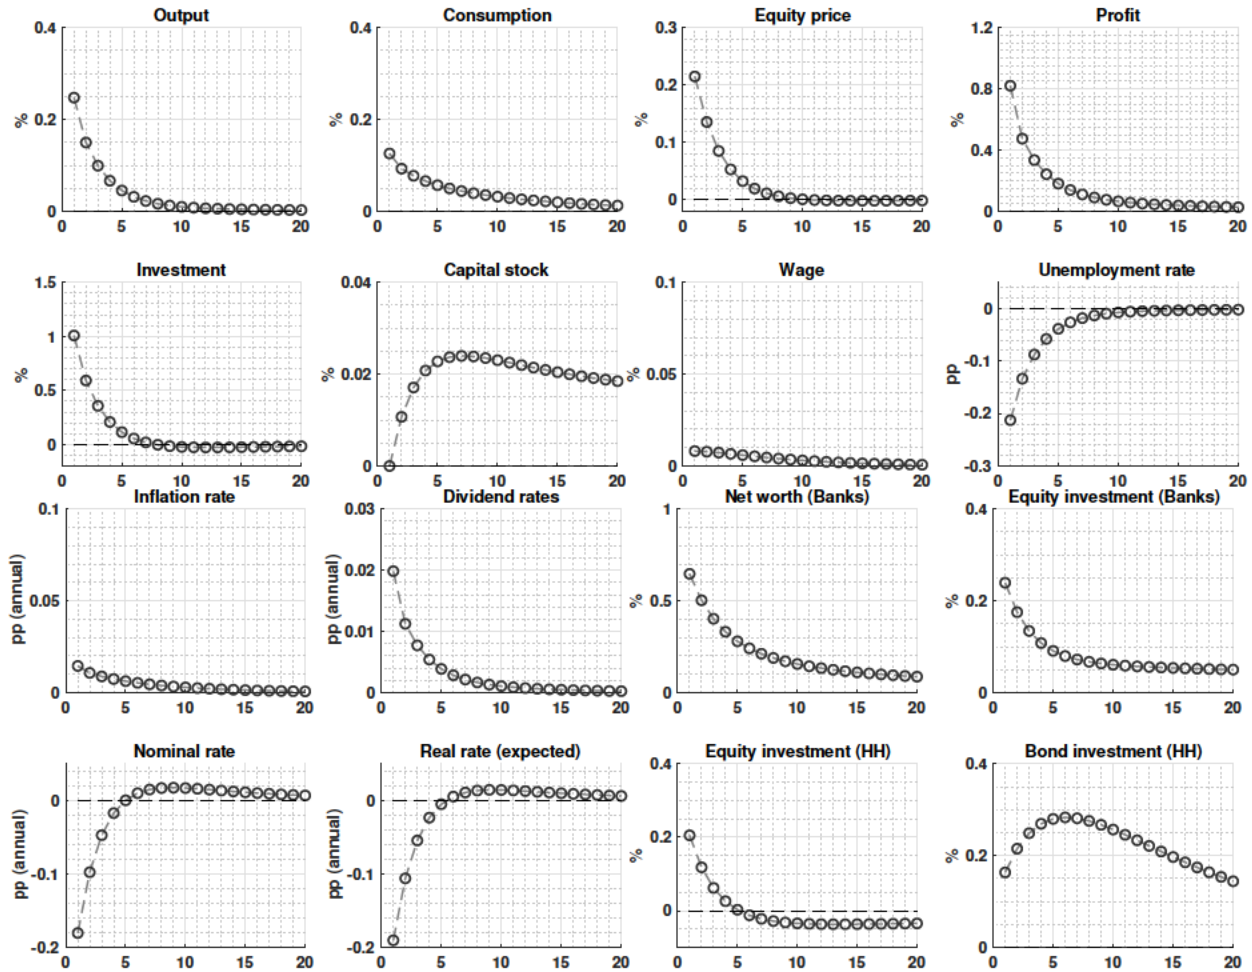 Output
0.4
0.2
0
%
0 5 10 15 20
Consumption
0.4
0.2
0
%
0 5 10 15 20
Equity price
0.3
0.2
0.1
0
%
0 5 10 15 20
Profit
1.2
0.8
0.4
0
%
0 5 10 15 20
Investment
1.5
1
0.5
0
%
0 5 10 15 20
Capital stock
0.04
0.02
0
%
0 5 10 15 20
Wage
0.1
0.05
0
%
0 5 10 15 20
Unemployment rate
0
-0.1
-0.2
-0.3
pp
0 5 10 15 20
Inflation rate
0.1
0.05
0
pp (annual)
0 5 10 15 20
Dividend rates
0.03
0.02
0.01
0
pp (annual)
0 5 10 15 20
Net worth (Banks)
1
0.5
0
%
0 5 10 15 20
Equity investment (Banks)
0.4
0.2
0
%
0 5 10 15 20
Nominal rate
0
-0.1
-0.2
pp (annual)
0 5 10 15 20
Real rate (expected)
0
-0.1
-0.2
pp (annual)
0 5 10 15 20
Equity investment (HH)
0.4
0.2
0
%
0 5 10 15 20
Bond investment (HH)
0.4
0.2
0
%
0 5 10 15 20